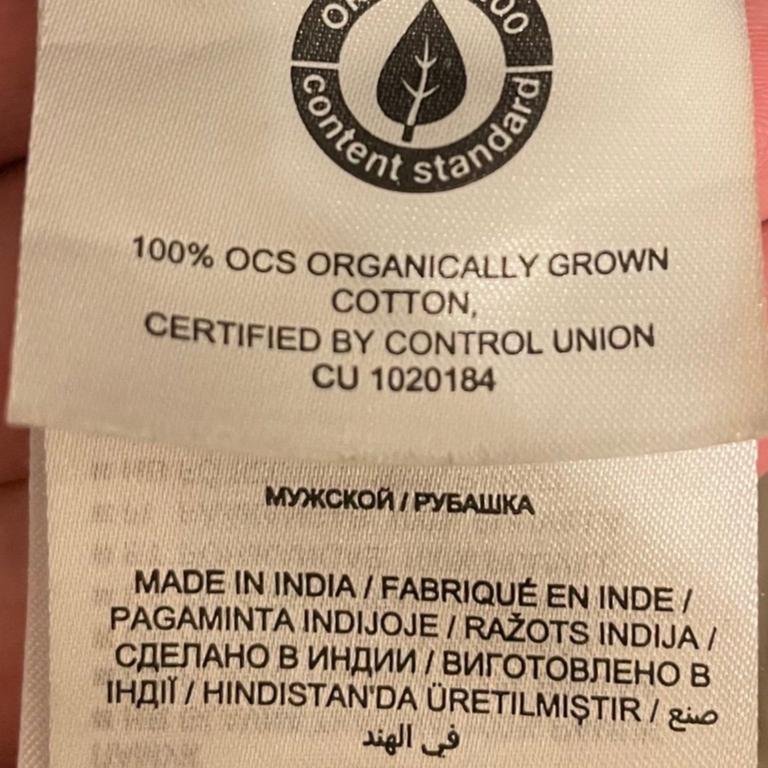 content standard
100% OCS ORGANICALLY GROWN
COTTON,
CERTIFIED BY CONTROL UNION
CU 1020184
МУЖСКОЙ / РУБАШКА
MADE IN INDIA / FABRIQUÉ EN INDE /
PAGAMINTA INDIJOJE / RAŽOTS INDIJA /
СДЕЛАНО В ИНДИИ / ВИГОТОВЛЕНО В
ІНДІЇ / HINDISTAN'DA ÜRETILMIŞTIR / صنع
في الهند